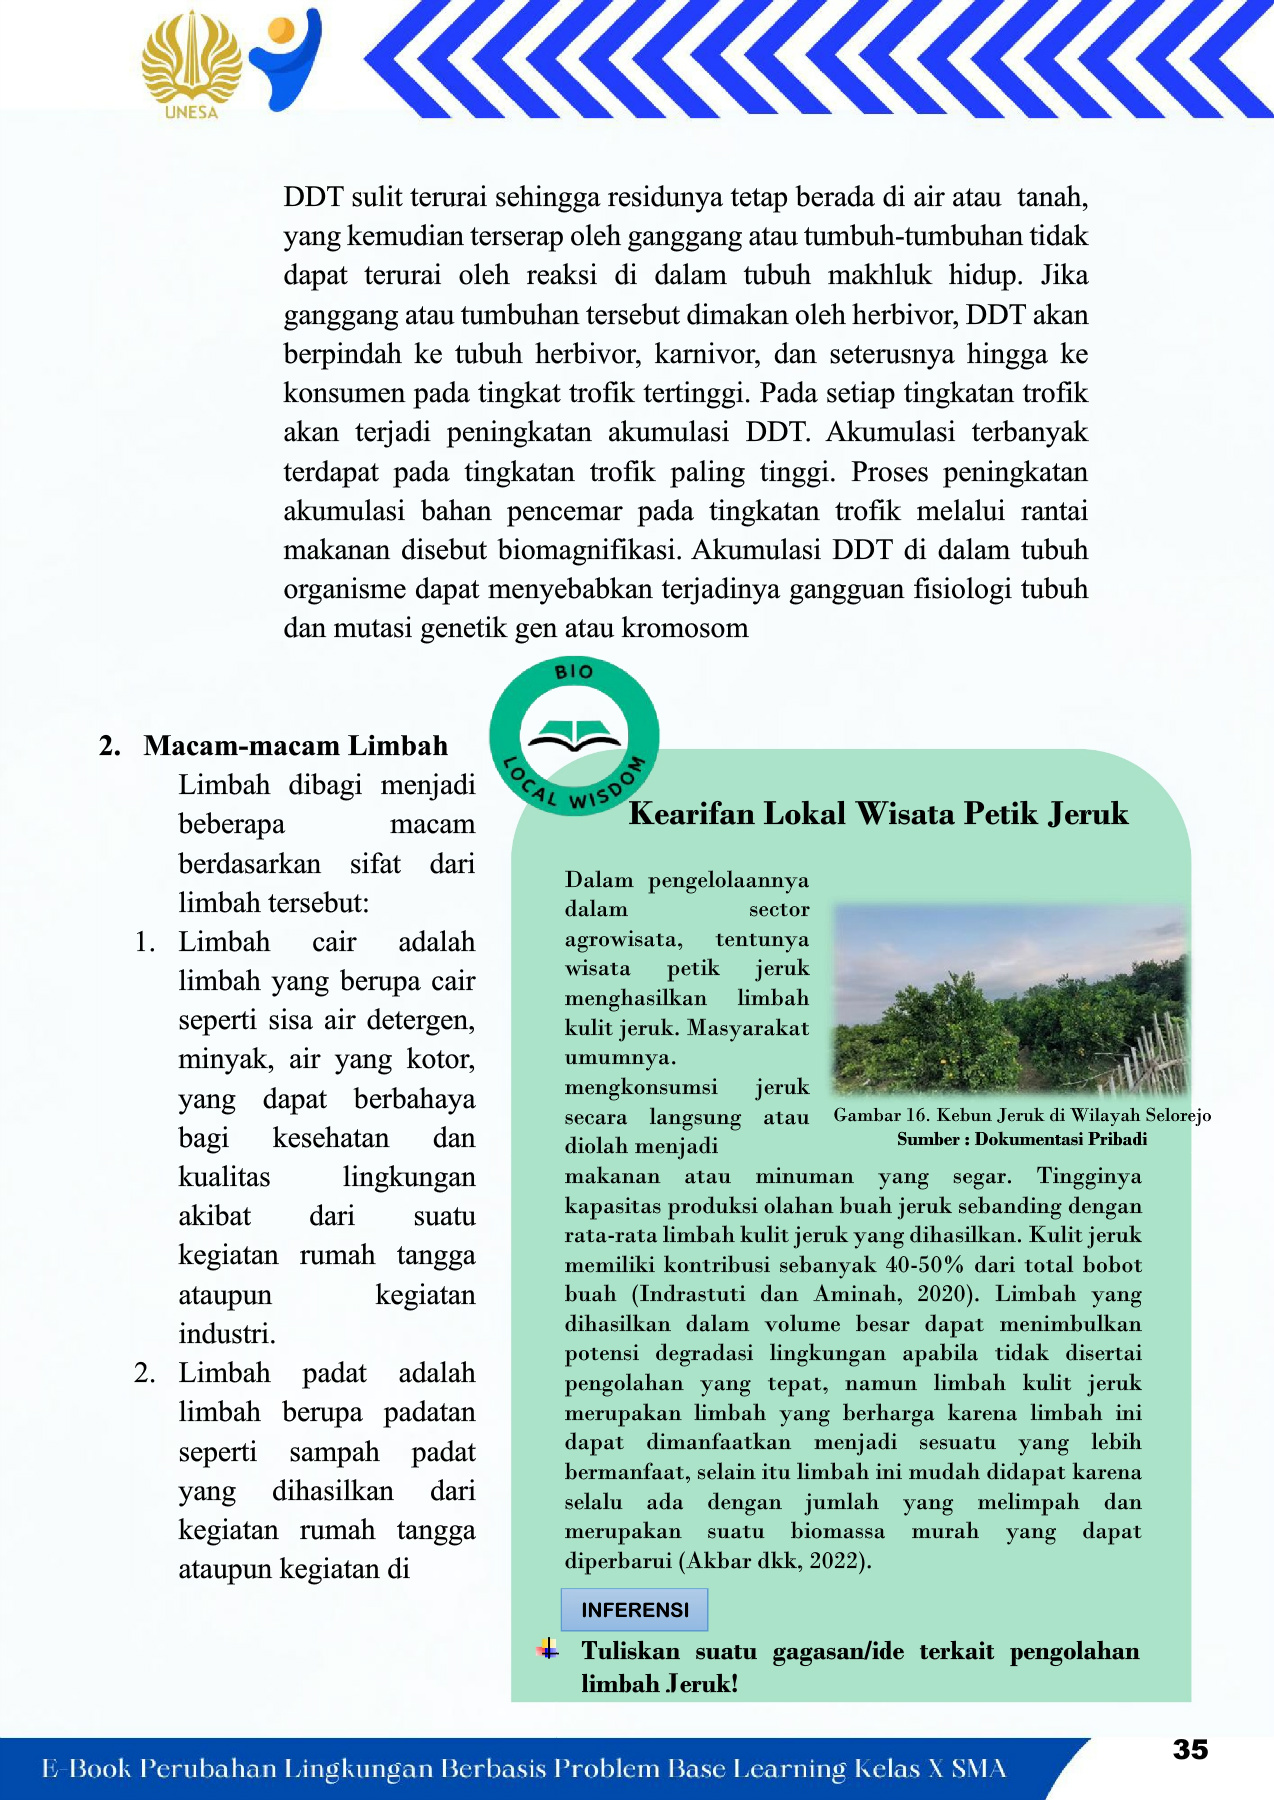 UNESA
DDT sulit terurai sehingga residunya tetap berada di air atau tanah,
yang kemudian terserap oleh ganggang atau tumbuh-tumbuhan tidak
dapat terurai oleh reaksi di dalam tubuh makhluk hidup. Jika
ganggang atau tumbuhan tersebut dimakan oleh herbivor, DDT akan
berpindah ke tubuh herbivor, karnivor, dan seterusnya hingga ke
konsumen pada tingkat trofik tertinggi. Pada setiap tingkatan trofik
akan terjadi peningkatan akumulasi DDT. Akumulasi terbanyak
terdapat pada tingkatan trofik paling tinggi. Proses peningkatan
akumulasi bahan pencemar pada tingkatan trofik melalui rantai
makanan disebut biomagnifikasi. Akumulasi DDT di dalam tubuh
organisme dapat menyebabkan terjadinya gangguan fisiologi tubuh
dan mutasi genetik gen atau kromosom
2. Macam-macam Limbah
Limbah dibagi menjadi
beberapa macam
berdasarkan sifat dari
limbah tersebut:
1. Limbah cair adalah
limbah yang berupa cair
seperti sisa air detergen,
minyak, air yang kotor,
yang dapat berbahaya
bagi kesehatan dan
kualitas lingkungan
akibat dari suatu
kegiatan rumah tangga
ataupun kegiatan
industri.
2. Limbah padat adalah
limbah berupa padatan
seperti sampah padat
yang dihasilkan dari
kegiatan rumah tangga
ataupun kegiatan di
BIO
LOCAL WISDOM
Kearifan Lokal Wisata Petik Jeruk
Dalam pengelolaannya
dalam sector
agrowisata, tentunya
wisata petik jeruk
menghasilkan limbah
kulit jeruk. Masyarakat
umumnya.
mengkonsumsi jeruk
secara langsung atau
diolah menjadi
Gambar 16. Kebun Jeruk di Wilayah Selorejo
Sumber : Dokumentasi Pribadi
makanan atau minuman yang segar. Tingginya
kapasitas produksi olahan buah jeruk sebanding dengan
rata-rata limbah kulit jeruk yang dihasilkan. Kulit jeruk
memiliki kontribusi sebanyak 40-50% dari total bobot
buah (Indrastuti dan Aminah, 2020). Limbah yang
dihasilkan dalam volume besar dapat menimbulkan
potensi degradasi lingkungan apabila tidak disertai
pengolahan yang tepat, namun limbah kulit jeruk
merupakan limbah yang berharga karena limbah ini
dapat dimanfaatkan menjadi sesuatu yang lebih
bermanfaat, selain itu limbah ini mudah didapat karena
selalu ada dengan jumlah yang melimpah dan
merupakan suatu biomassa murah yang dapat
diperbarui (Akbar dkk, 2022).
INFERENSI
Tuliskan suatu gagasan/ide terkait pengolahan
limbah Jeruk!
E-Book Perubahan Lingkungan Berbasis Problem Base Learning Kelas X SMA
35